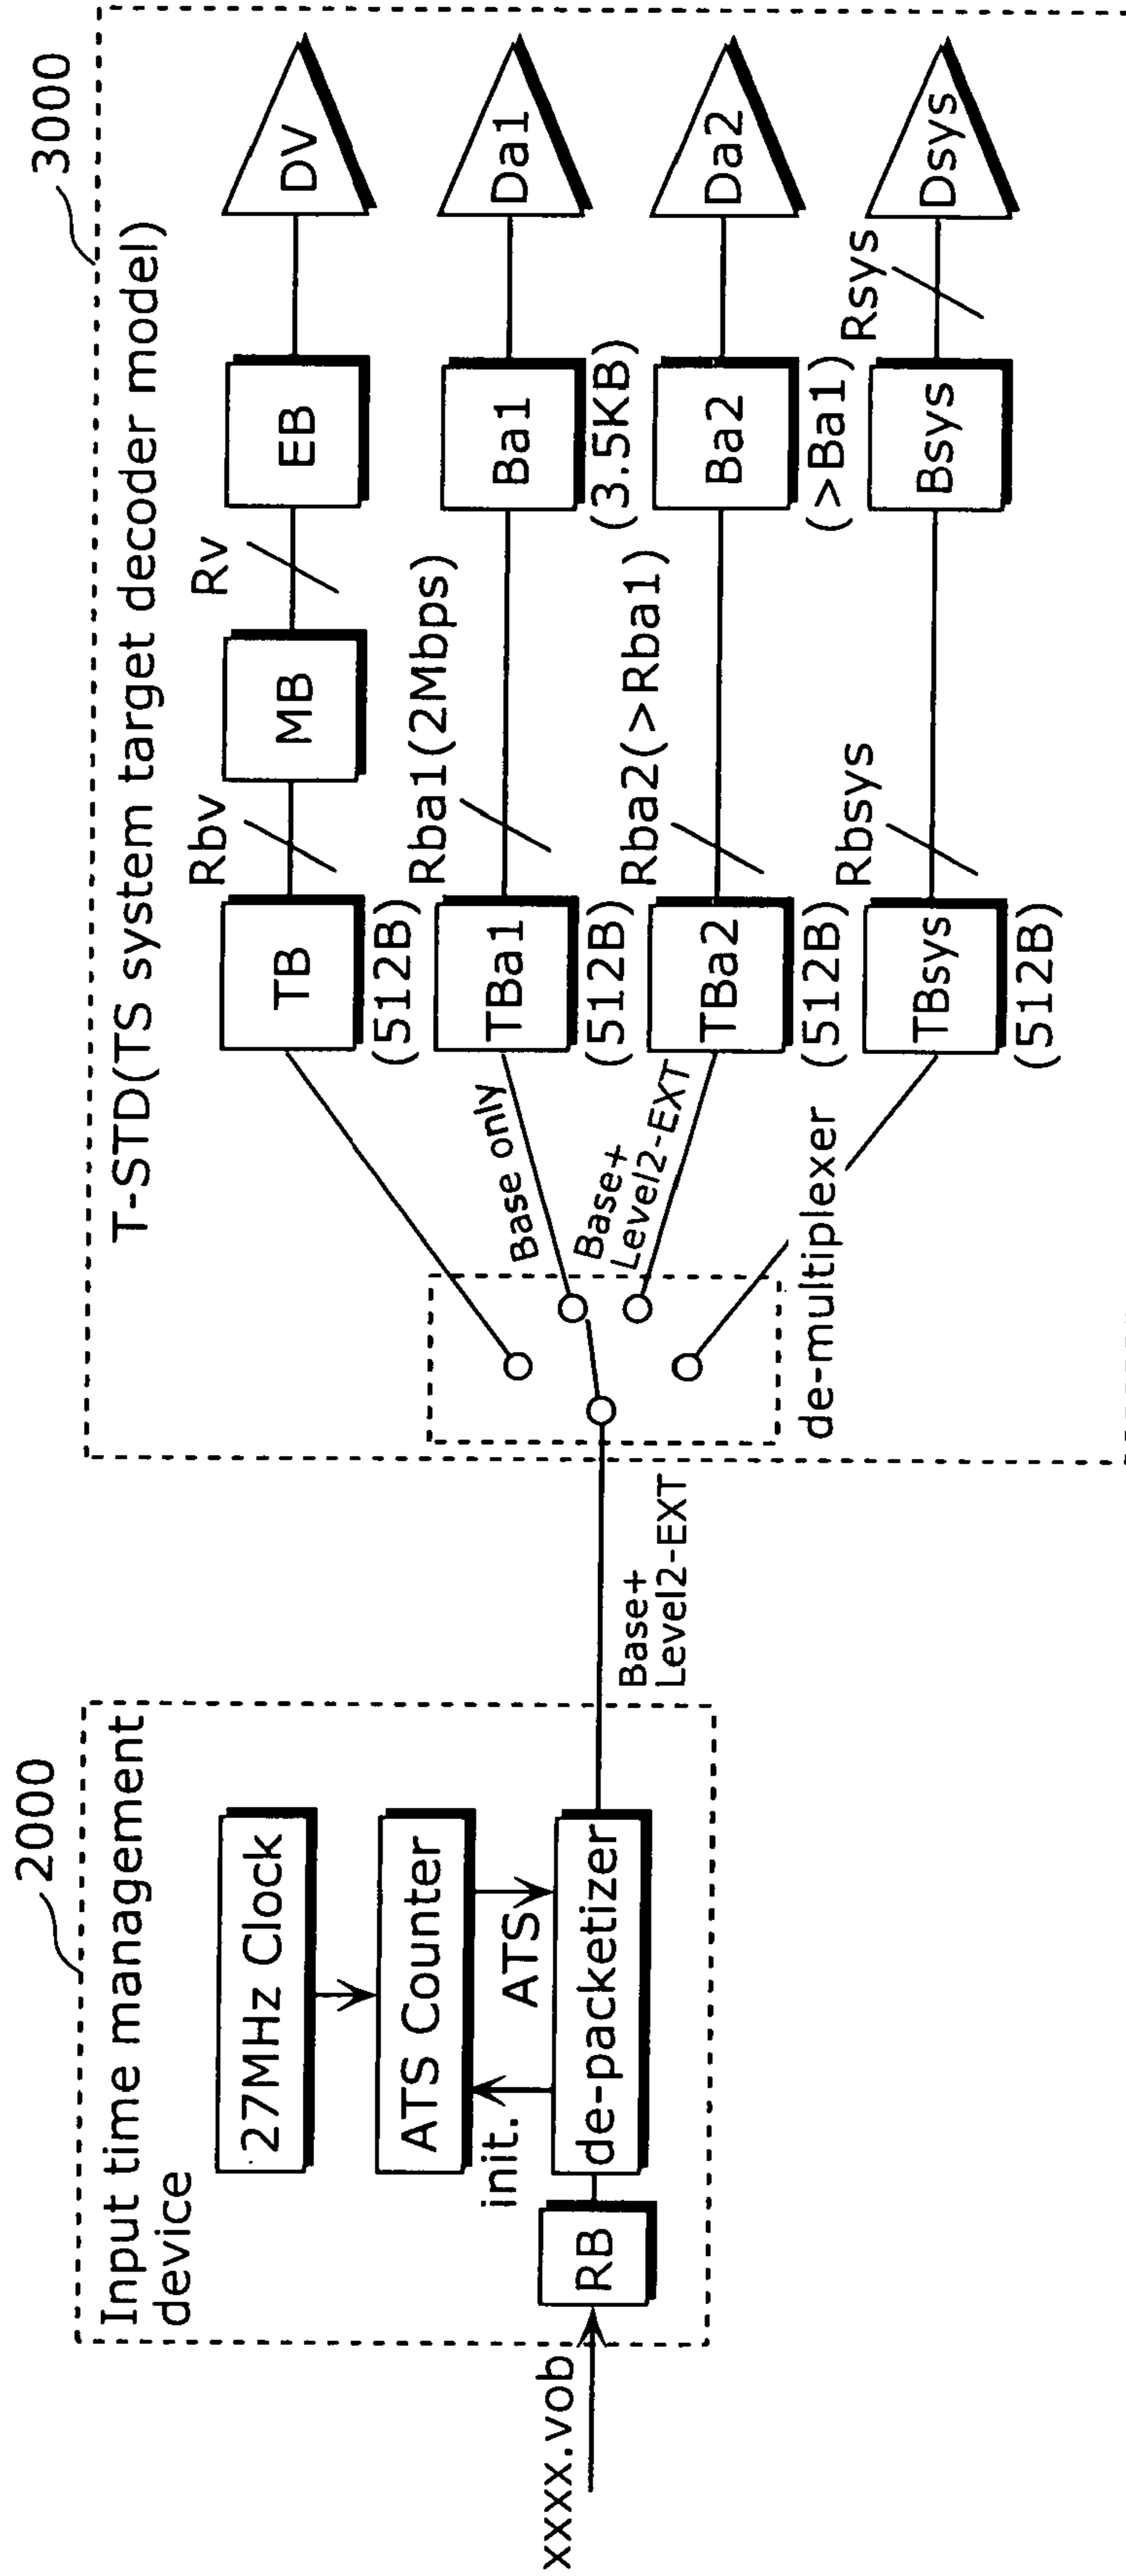 2000
Input time management
device
27MHz Clock
ATS Counter
init.
ATS
xxxx.vob
RB
de-packetizer
Base+
Level2-EXT
3000
T-STD(TS system target decoder model)
de-multiplexer
TB
(512B)
Rbv
MB
Rv
EB
DV
Base only
TBa1
(512B)
Rba1(2Mbps)
Ba1
(3.5KB)
Da1
Base+
Level2-EXT
TBa2
(512B)
Rba2(>Rba1)
Ba2
(>Ba1)
Da2
TBsys
(512B)
Rbsys
Bsys
Rsys
Dsys